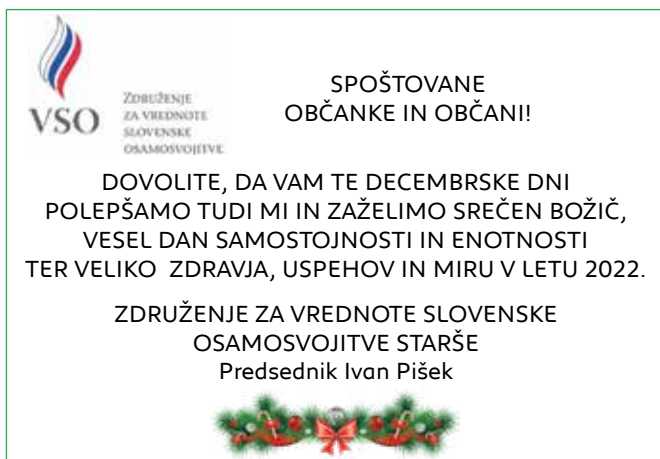 VSO
ZDRUŽENJE
ZA VREDNOTE
SLOVENSKE
OSAMOSVOJITVE
SPOŠTOVANE
OBČANKE IN OBČANI!
DOVOLITE, DA VAM TE DECEMBRSKE DNI
POLEPŠAMO TUDI MI IN ZAŽELIMO SREČEN BOŽIČ,
VESEL DAN SAMOSTOJNOSTI IN ENOTNOSTI
TER VELIKO ZDRAVJA, USPEHOV IN MIRU V LETU 2022.
ZDRUŽENJE ZA VREDNOTE SLOVENSKE
OSAMOSVOJITVE STARŠE
Predsednik Ivan Pišek